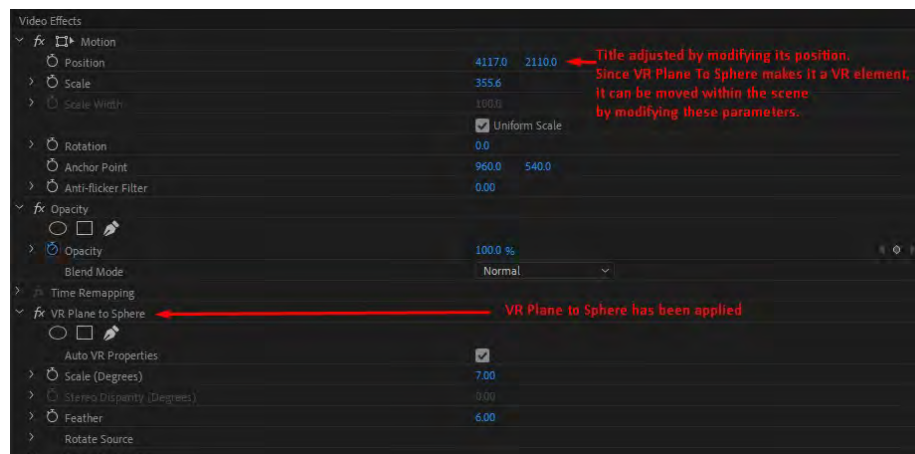 Video Effects
fx Motion
Position 4117.0 2110.0
Title adjusted by modifying its position.
Since VR Plane To Sphere makes it a VR element,
it can be moved within the scene
by modifying these parameters.
Scale 355.6
Scale Width 100.0
Uniform Scale
Rotation 0.0
Anchor Point 960.0 540.0
Anti-flicker Filter 0.00
fx Opacity
Opacity 100.0 %
Blend Mode Normal
fx Time Remapping
fx VR Plane to Sphere
VR Plane to Sphere has been applied
Auto VR Properties
Scale (Degrees) 7.00
Stereo Disparity (Degrees) 0.00
Feather 6.00
Rotate Source